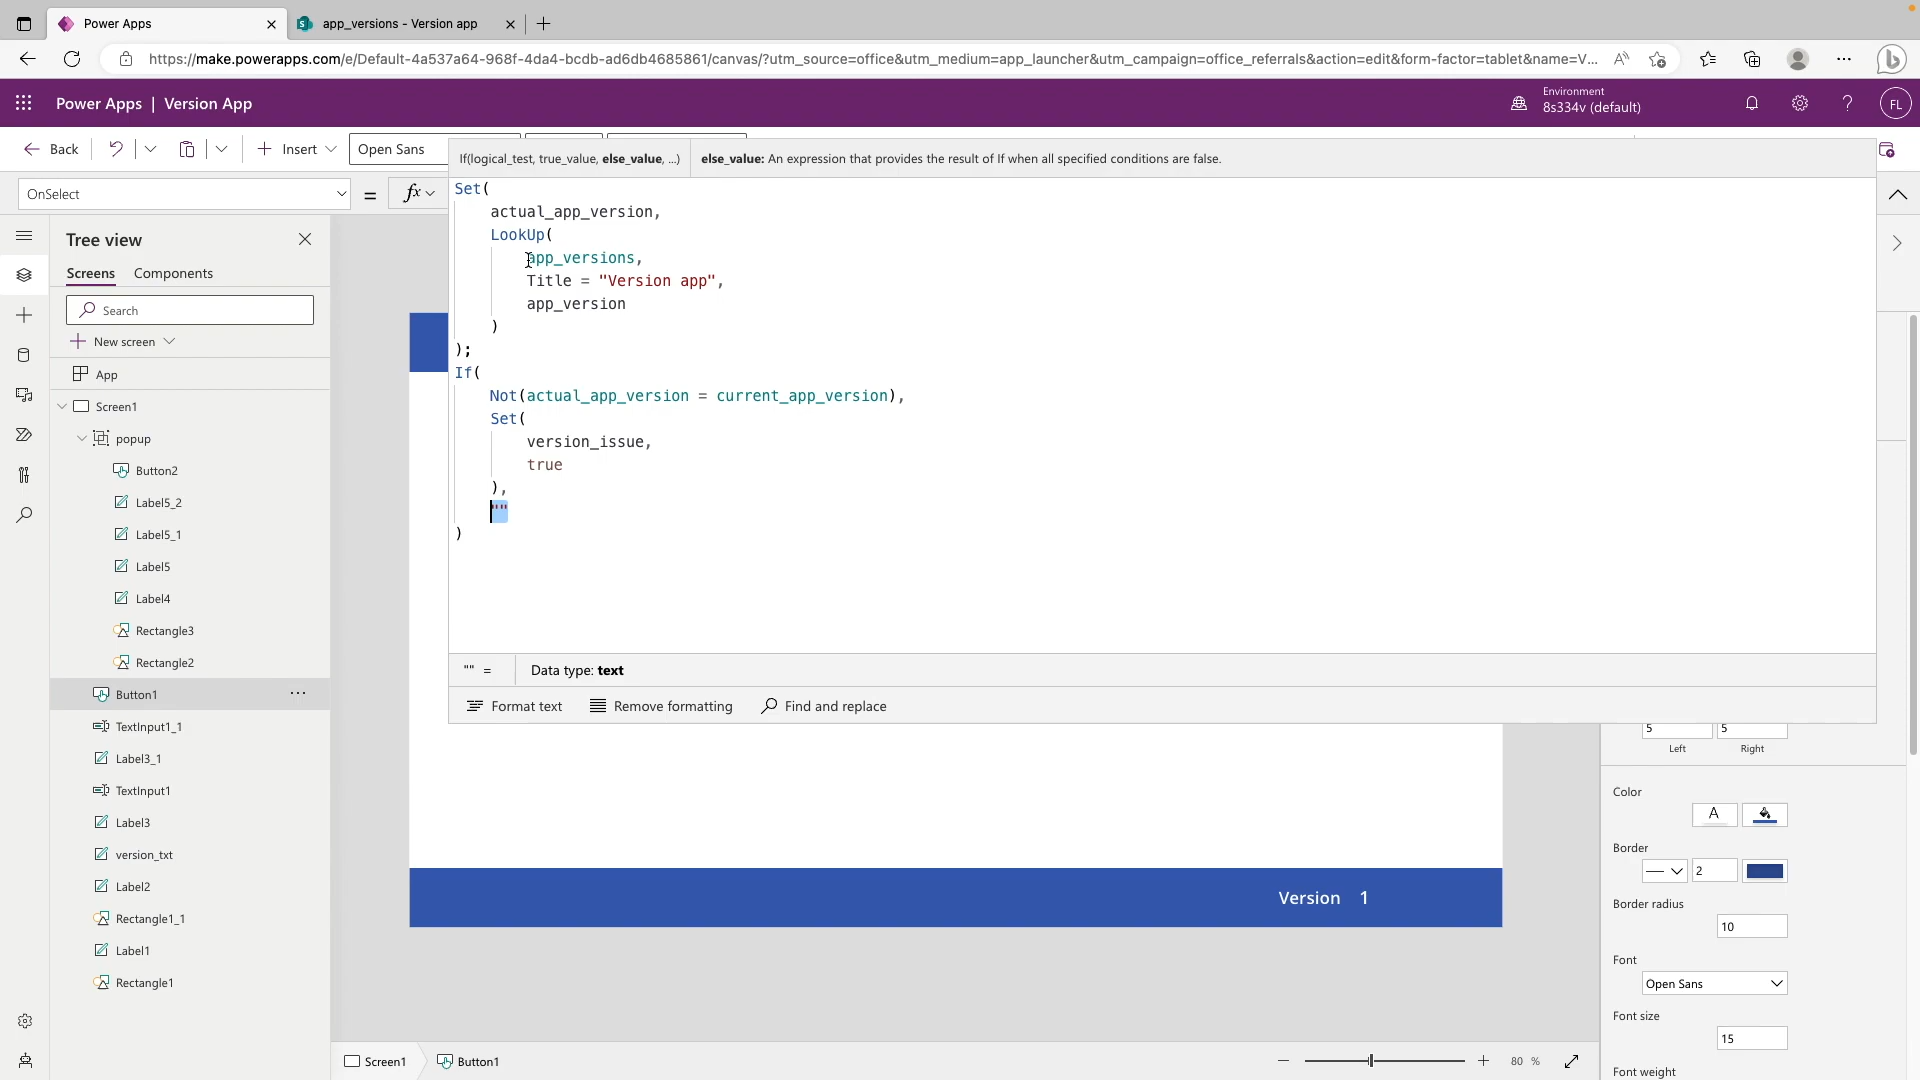 Power Apps
app_versions - Version app
https://make.powerapps.com/e/Default-4a537a64-968f-4da4-bcdb-ad6db4685861/canvas/?utm_source=office&utm_medium=app_launcher&utm_campaign=office_referrals&action=edit&form-factor=tablet&name=V...
Power Apps | Version App
Environment
8s334v (default)
FL
Back
Insert
Open Sans
If(logical_test, true_value, else_value, ...)
else_value: An expression that provides the result of If when all specified conditions are false.
OnSelect
=
fx
Set(
actual_app_version,
LookUp(
app_versions,
Title = "Version app",
app_version
)
);
If(
Not(actual_app_version = current_app_version),
Set(
version_issue,
true
),
""
)
"" =
Data type: text
Format text
Remove formatting
Find and replace
Tree view
Screens
Components
Search
New screen
App
Screen1
popup
Button2
Label5_2
Label5_1
Label5
Label4
Rectangle3
Rectangle2
Button1
...
TextInput1_1
Label3_1
TextInput1
Label3
version_txt
Label2
Rectangle1_1
Label1
Rectangle1
Version 1
5
5
Left
Right
Color
A
Border
2
Border radius
10
Font
Open Sans
Font size
15
Font weight
Screen1
Button1
80 %